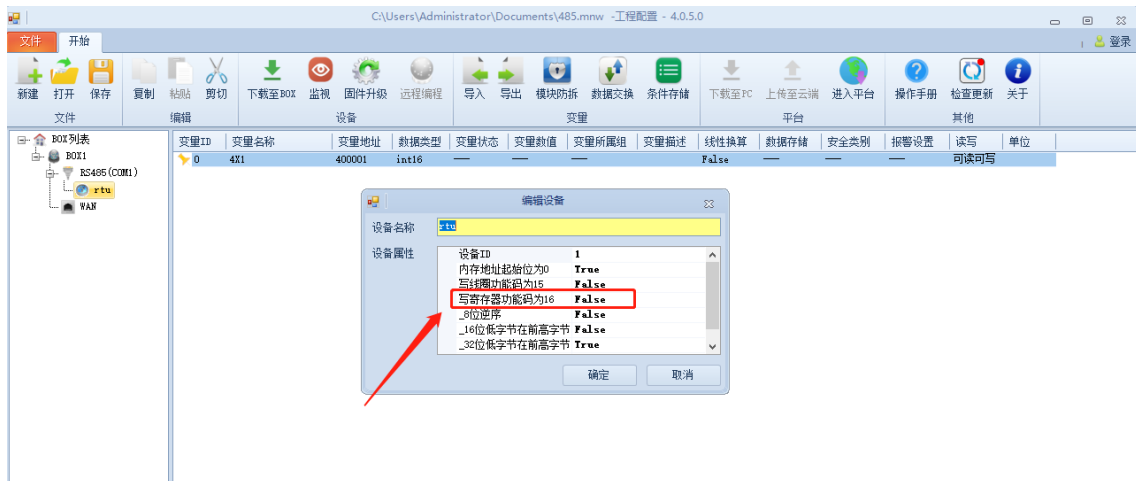 C:\Users\Administrator\Documents\485.mnw -工程配置 - 4.0.5.0
文件 开始 登录
新建 打开 保存 复制 粘贴 剪切 下载至BOX 监视 固件升级 远程编程 导入 导出 模块防拆 数据交换 条件存储 下载至PC 上传至云端 进入平台 操作手册 检查更新 关于
文件 编辑 设备 变量 平台 其他
BOX列表
BOX1
RS485(COM1)
rtu
WAN
变量ID 变量名称 变量地址 数据类型 变量状态 变量数值 变量所属组 变量描述 线性换算 数据存储 安全类别 报警设置 读写 单位
0 4X1 400001 int16 —— —— —— —— False —— —— —— 可读可写
编辑设备
设备名称 rtu
设备属性
设备ID 1
内存地址起始位为0 True
写线圈功能码为15 False
写寄存器功能码为16 False
_8位逆序 False
_16位低字节在前高字节 False
_32位低字节在前高字节 True
确定 取消